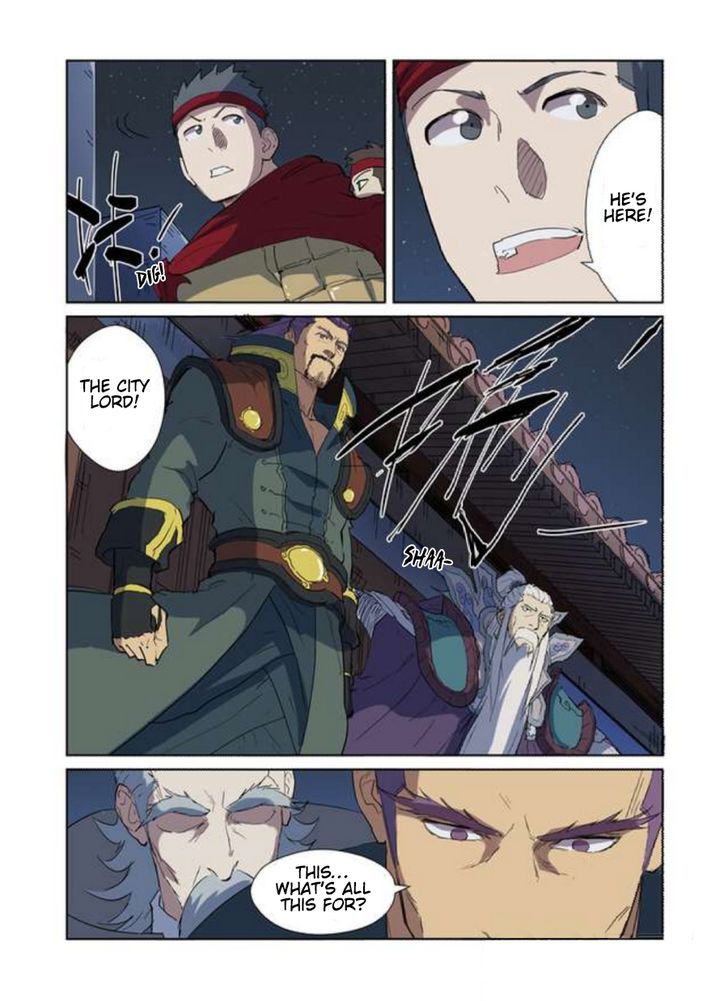 DIG!
HE'S
HERE!
THE CITY
LORD!
SHAA-
THIS...
WHAT'S ALL
THIS FOR?